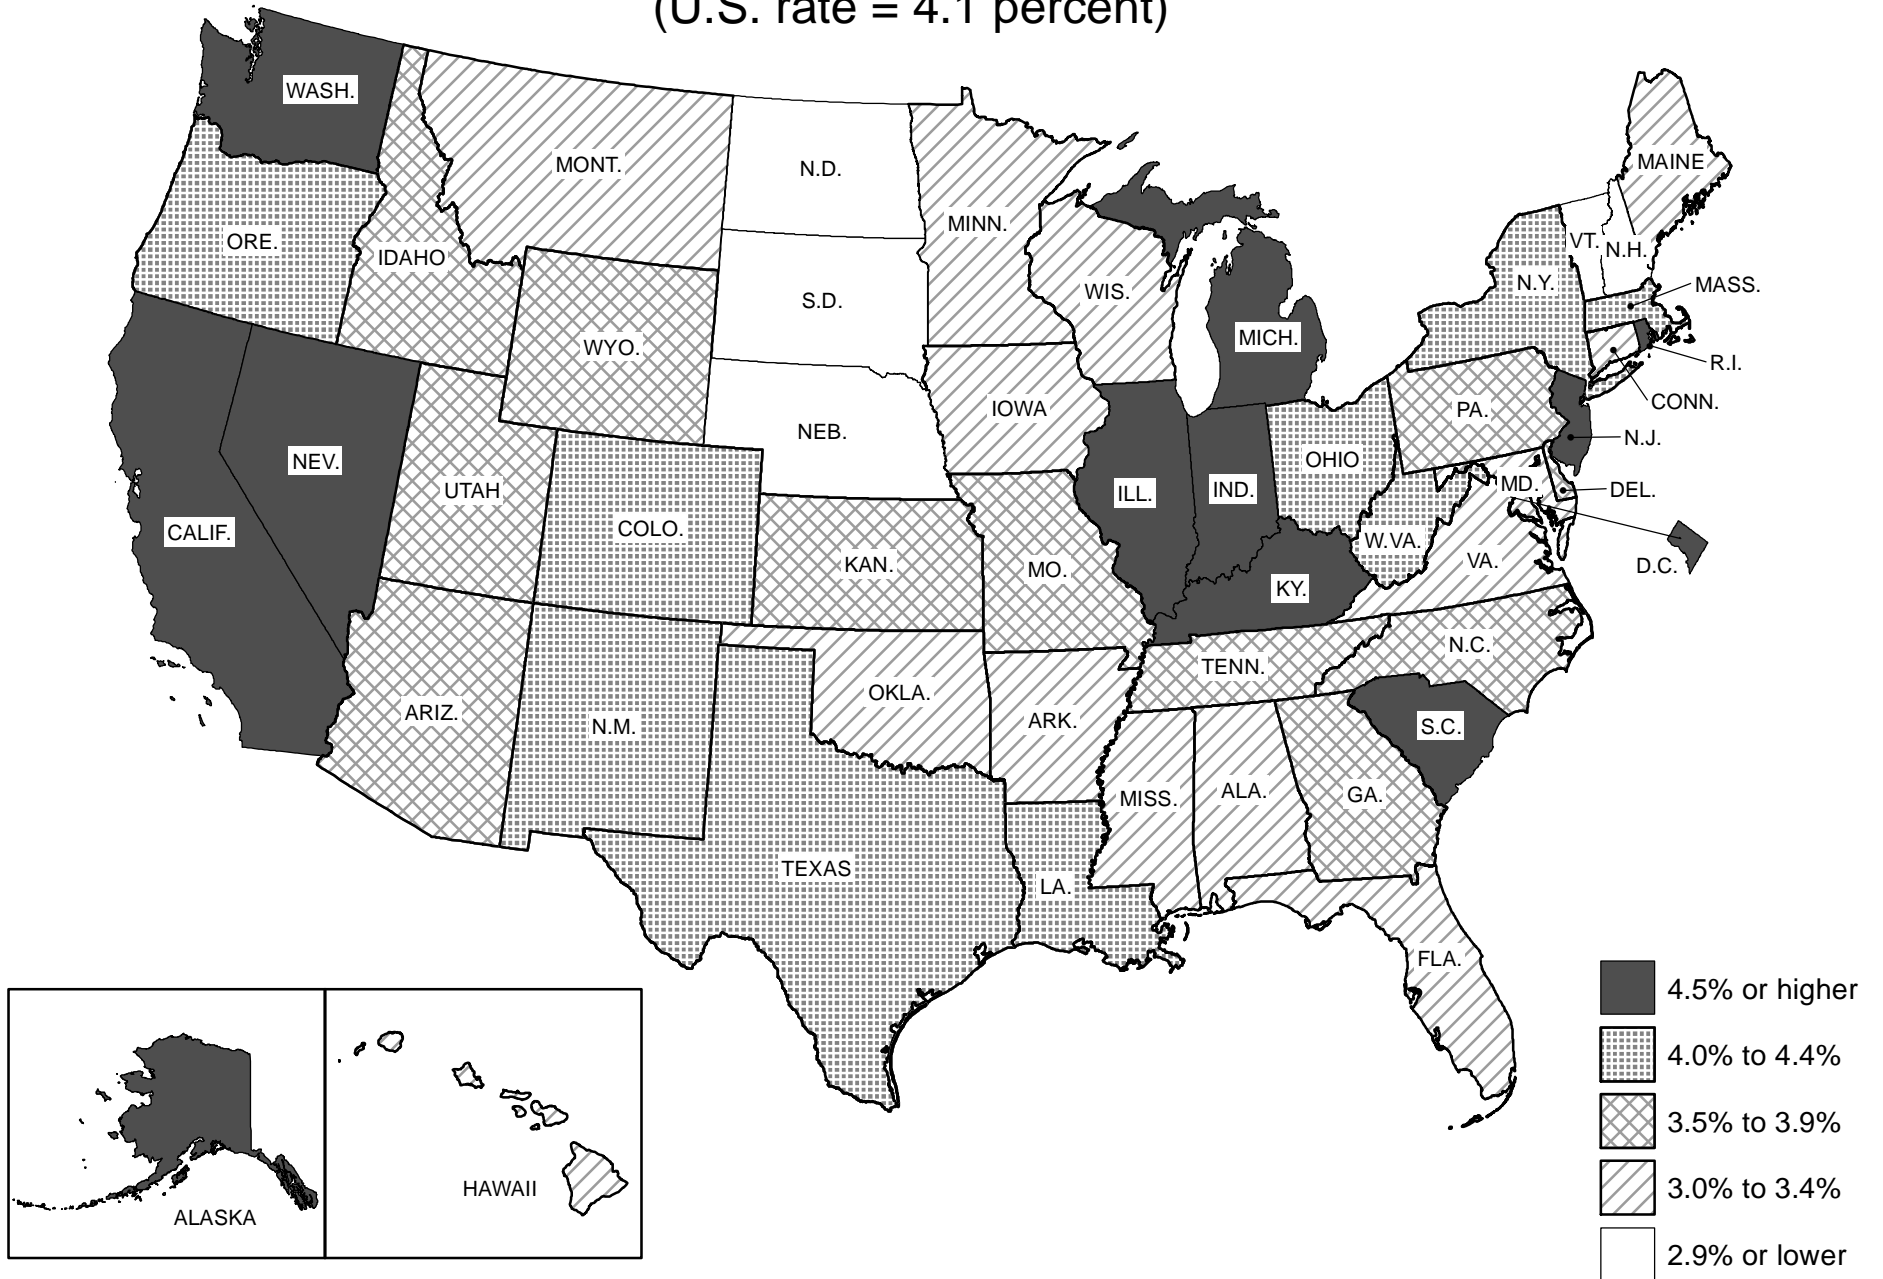 (U.S. rate = 4.1 percent)
WASH.
MONT.
N.D.
MINN.
MAINE
ORE.
IDAHO
VT.
N.H.
N.Y.
MASS.
WIS.
S.D.
WYO.
MICH.
R.I.
CONN.
IOWA
PA.
NEB.
N.J.
NEV.
UTAH
OHIO
ILL.
IND.
MD.
DEL.
CALIF.
COLO.
W.VA.
D.C.
KAN.
MO.
VA.
KY.
N.C.
TENN.
ARIZ.
OKLA.
N.M.
ARK.
S.C.
MISS.
ALA.
GA.
TEXAS
LA.
FLA.
HAWAII
ALASKA
4.5% or higher
4.0% to 4.4%
3.5% to 3.9%
3.0% to 3.4%
2.9% or lower